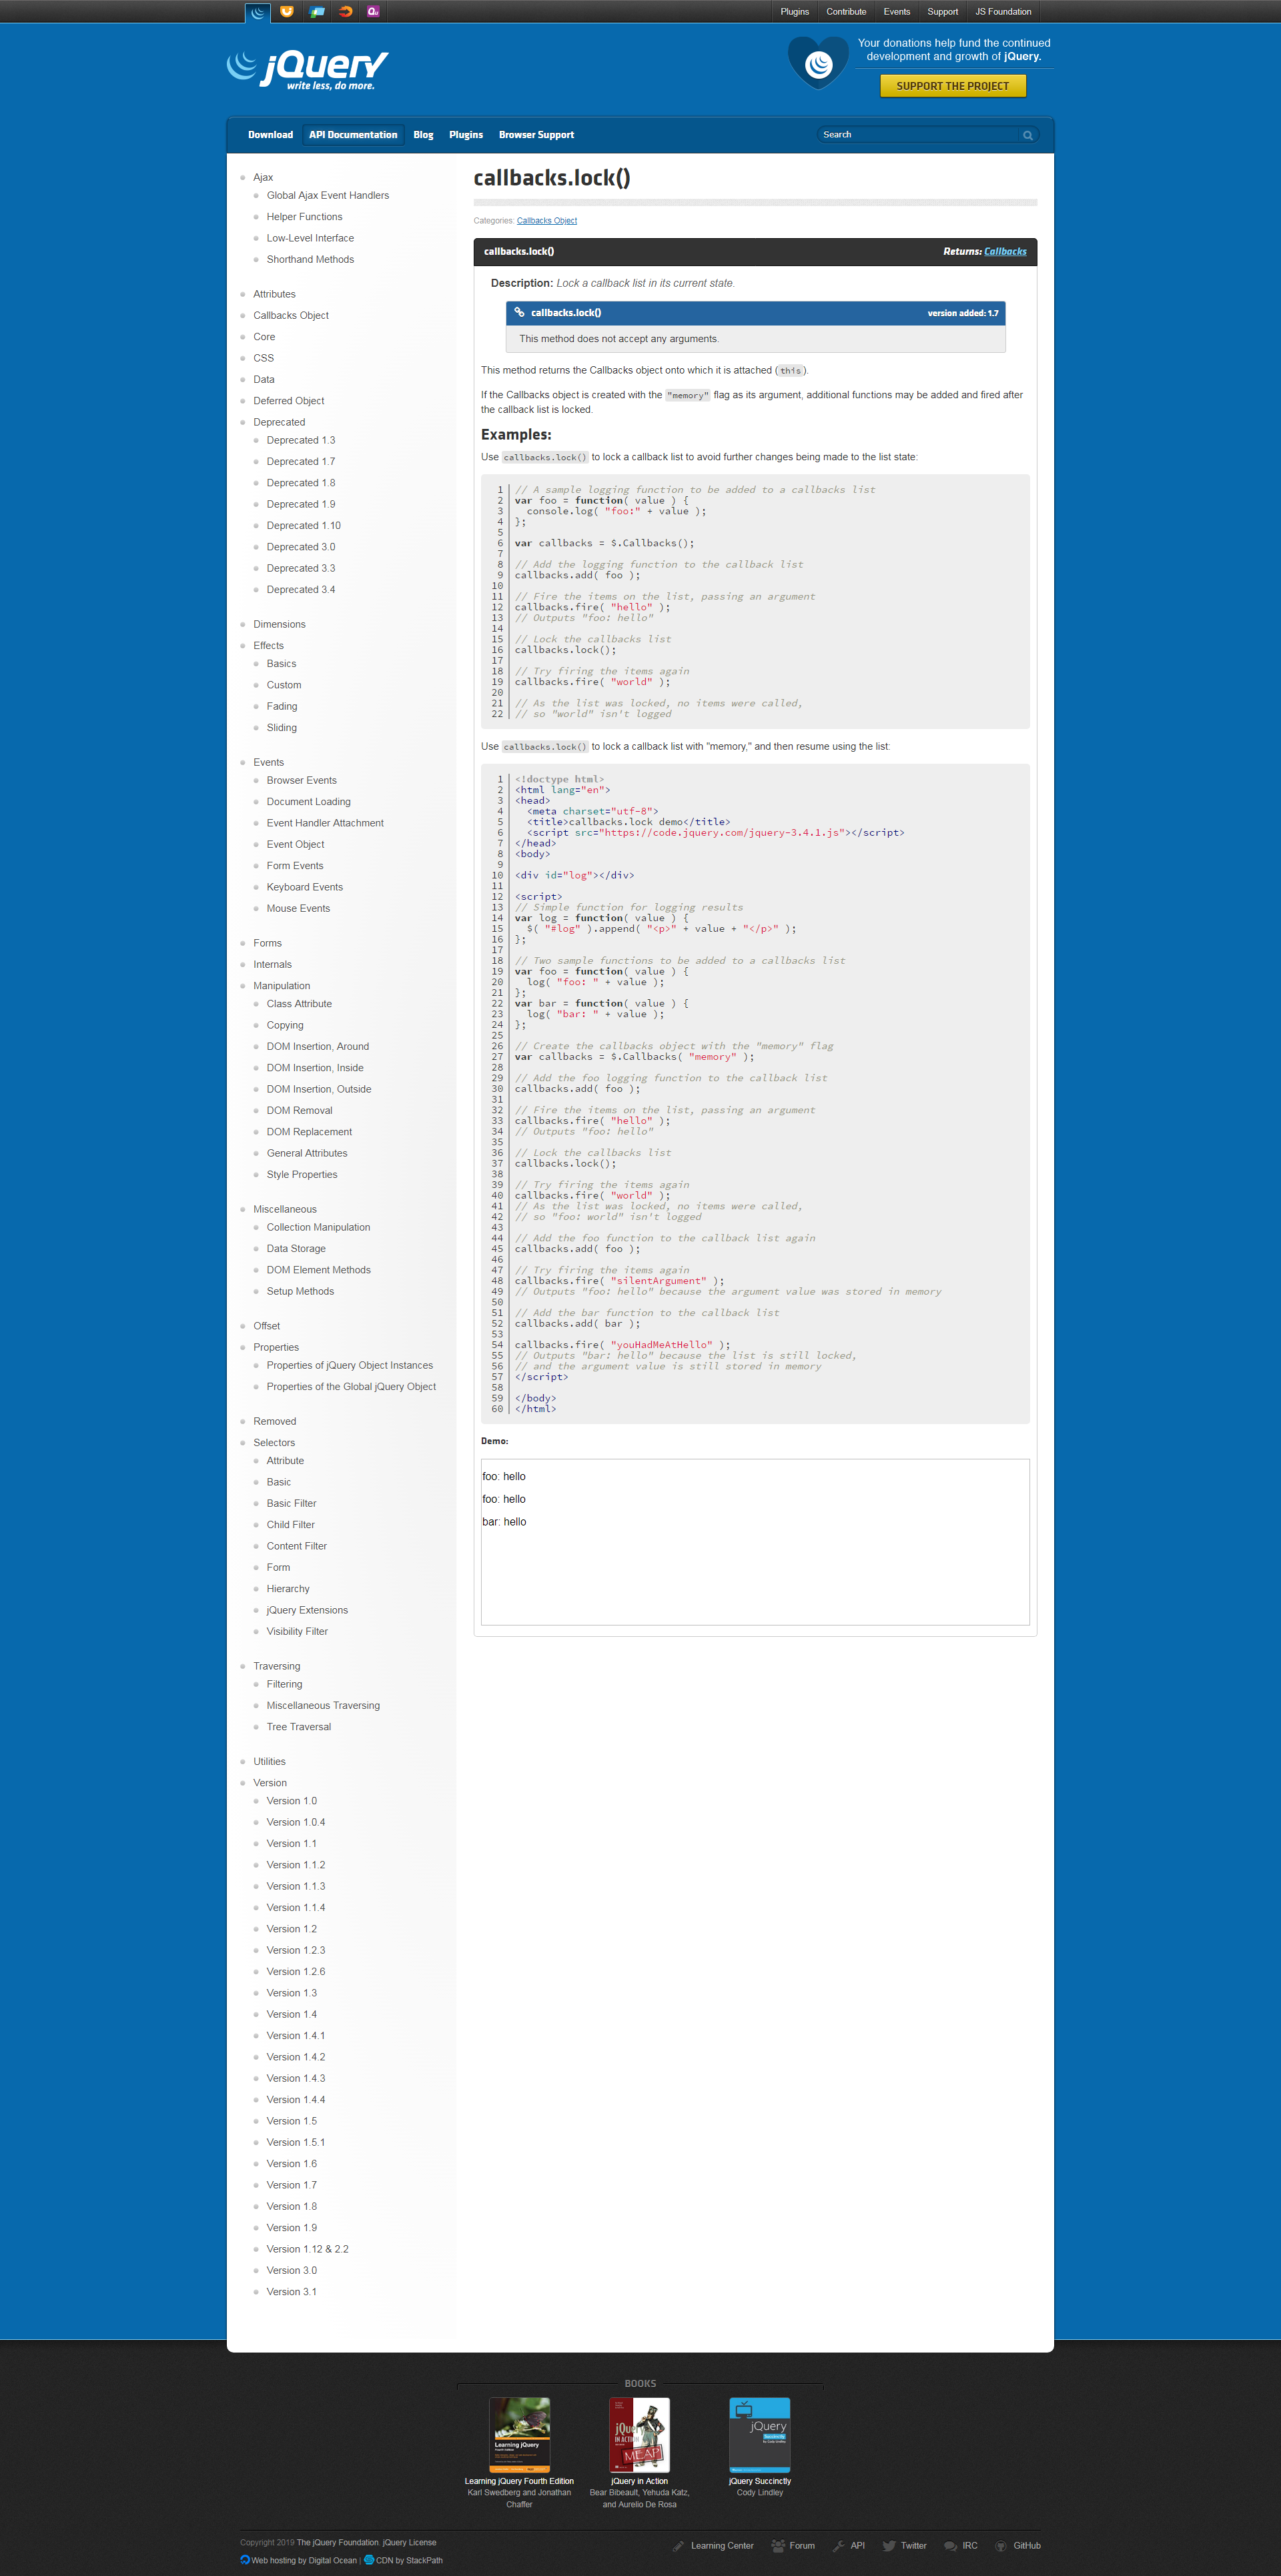 Plugins Contribute Events Support JS Foundation
jQuery
write less, do more.
Your donations help fund the continued
development and growth of jQuery.
SUPPORT THE PROJECT
Download API Documentation Blog Plugins Browser Support Search
Ajax
Global Ajax Event Handlers
Helper Functions
Low-Level Interface
Shorthand Methods
Attributes
Callbacks Object
Core
CSS
Data
Deferred Object
Deprecated
Deprecated 1.3
Deprecated 1.7
Deprecated 1.8
Deprecated 1.9
Deprecated 1.10
Deprecated 3.0
Deprecated 3.3
Deprecated 3.4
Dimensions
Effects
Basics
Custom
Fading
Sliding
Events
Browser Events
Document Loading
Event Handler Attachment
Event Object
Form Events
Keyboard Events
Mouse Events
Forms
Internals
Manipulation
Class Attribute
Copying
DOM Insertion, Around
DOM Insertion, Inside
DOM Insertion, Outside
DOM Removal
DOM Replacement
General Attributes
Style Properties
Miscellaneous
Collection Manipulation
Data Storage
DOM Element Methods
Setup Methods
Offset
Properties
Properties of jQuery Object Instances
Properties of the Global jQuery Object
Removed
Selectors
Attribute
Basic
Basic Filter
Child Filter
Content Filter
Form
Hierarchy
jQuery Extensions
Visibility Filter
Traversing
Filtering
Miscellaneous Traversing
Tree Traversal
Utilities
Version
Version 1.0
Version 1.0.4
Version 1.1
Version 1.1.2
Version 1.1.3
Version 1.1.4
Version 1.2
Version 1.2.3
Version 1.2.6
Version 1.3
Version 1.4
Version 1.4.1
Version 1.4.2
Version 1.4.3
Version 1.4.4
Version 1.5
Version 1.5.1
Version 1.6
Version 1.7
Version 1.8
Version 1.9
Version 1.12 & 2.2
Version 3.0
Version 3.1
callbacks.lock()
Categories: Callbacks Object
callbacks.lock() Returns: Callbacks
Description: Lock a callback list in its current state.
callbacks.lock() version added: 1.7
This method does not accept any arguments.
This method returns the Callbacks object onto which it is attached (this).
If the Callbacks object is created with the "memory" flag as its argument, additional functions may be added and fired after
the callback list is locked.
Examples:
Use callbacks.lock() to lock a callback list to avoid further changes being made to the list state:
1 // A sample logging function to be added to a callbacks list
2 var foo = function( value ) {
3   console.log( "foo:" + value );
4 };
5
6 var callbacks = $.Callbacks();
7
8 // Add the logging function to the callback list
9 callbacks.add( foo );
10
11 // Fire the items on the list, passing an argument
12 callbacks.fire( "hello" );
13 // Outputs "foo: hello"
14
15 // Lock the callbacks list
16 callbacks.lock();
17
18 // Try firing the items again
19 callbacks.fire( "world" );
20
21 // As the list was locked, no items were called,
22 // so "world" isn't logged
Use callbacks.lock() to lock a callback list with "memory," and then resume using the list:
1 <!doctype html>
2 <html lang="en">
3 <head>
4   <meta charset="utf-8">
5   <title>callbacks.lock demo</title>
6   <script src="https://code.jquery.com/jquery-3.4.1.js"></script>
7 </head>
8 <body>
9
10 <div id="log"></div>
11
12 <script>
13 // Simple function for logging results
14 var log = function( value ) {
15   $( "#log" ).append( "<p>" + value + "</p>" );
16 };
17
18 // Two sample functions to be added to a callbacks list
19 var foo = function( value ) {
20   log( "foo: " + value );
21 };
22 var bar = function( value ) {
23   log( "bar: " + value );
24 };
25
26 // Create the callbacks object with the "memory" flag
27 var callbacks = $.Callbacks( "memory" );
28
29 // Add the foo logging function to the callback list
30 callbacks.add( foo );
31
32 // Fire the items on the list, passing an argument
33 callbacks.fire( "hello" );
34 // Outputs "foo: hello"
35
36 // Lock the callbacks list
37 callbacks.lock();
38
39 // Try firing the items again
40 callbacks.fire( "world" );
41 // As the list was locked, no items were called,
42 // so "foo: world" isn't logged
43
44 // Add the foo function to the callback list again
45 callbacks.add( foo );
46
47 // Try firing the items again
48 callbacks.fire( "silentArgument" );
49 // Outputs "foo: hello" because the argument value was stored in memory
50
51 // Add the bar function to the callback list
52 callbacks.add( bar );
53
54 callbacks.fire( "youHadMeAtHello" );
55 // Outputs "bar: hello" because the list is still locked,
56 // and the argument value is still stored in memory
57 </script>
58
59 </body>
60 </html>
Demo:
foo: hello
foo: hello
bar: hello
BOOKS
Learning jQuery
jQuery
IN ACTION
MEAP
jQuery
Learning jQuery Fourth Edition
Karl Swedberg and Jonathan
Chaffer
jQuery in Action
Bear Bibeault, Yehuda Katz,
and Aurelio De Rosa
jQuery Succinctly
Cody Lindley
Copyright 2019 The jQuery Foundation. jQuery License
Web hosting by Digital Ocean | CDN by StackPath
Learning Center Forum API Twitter IRC GitHub